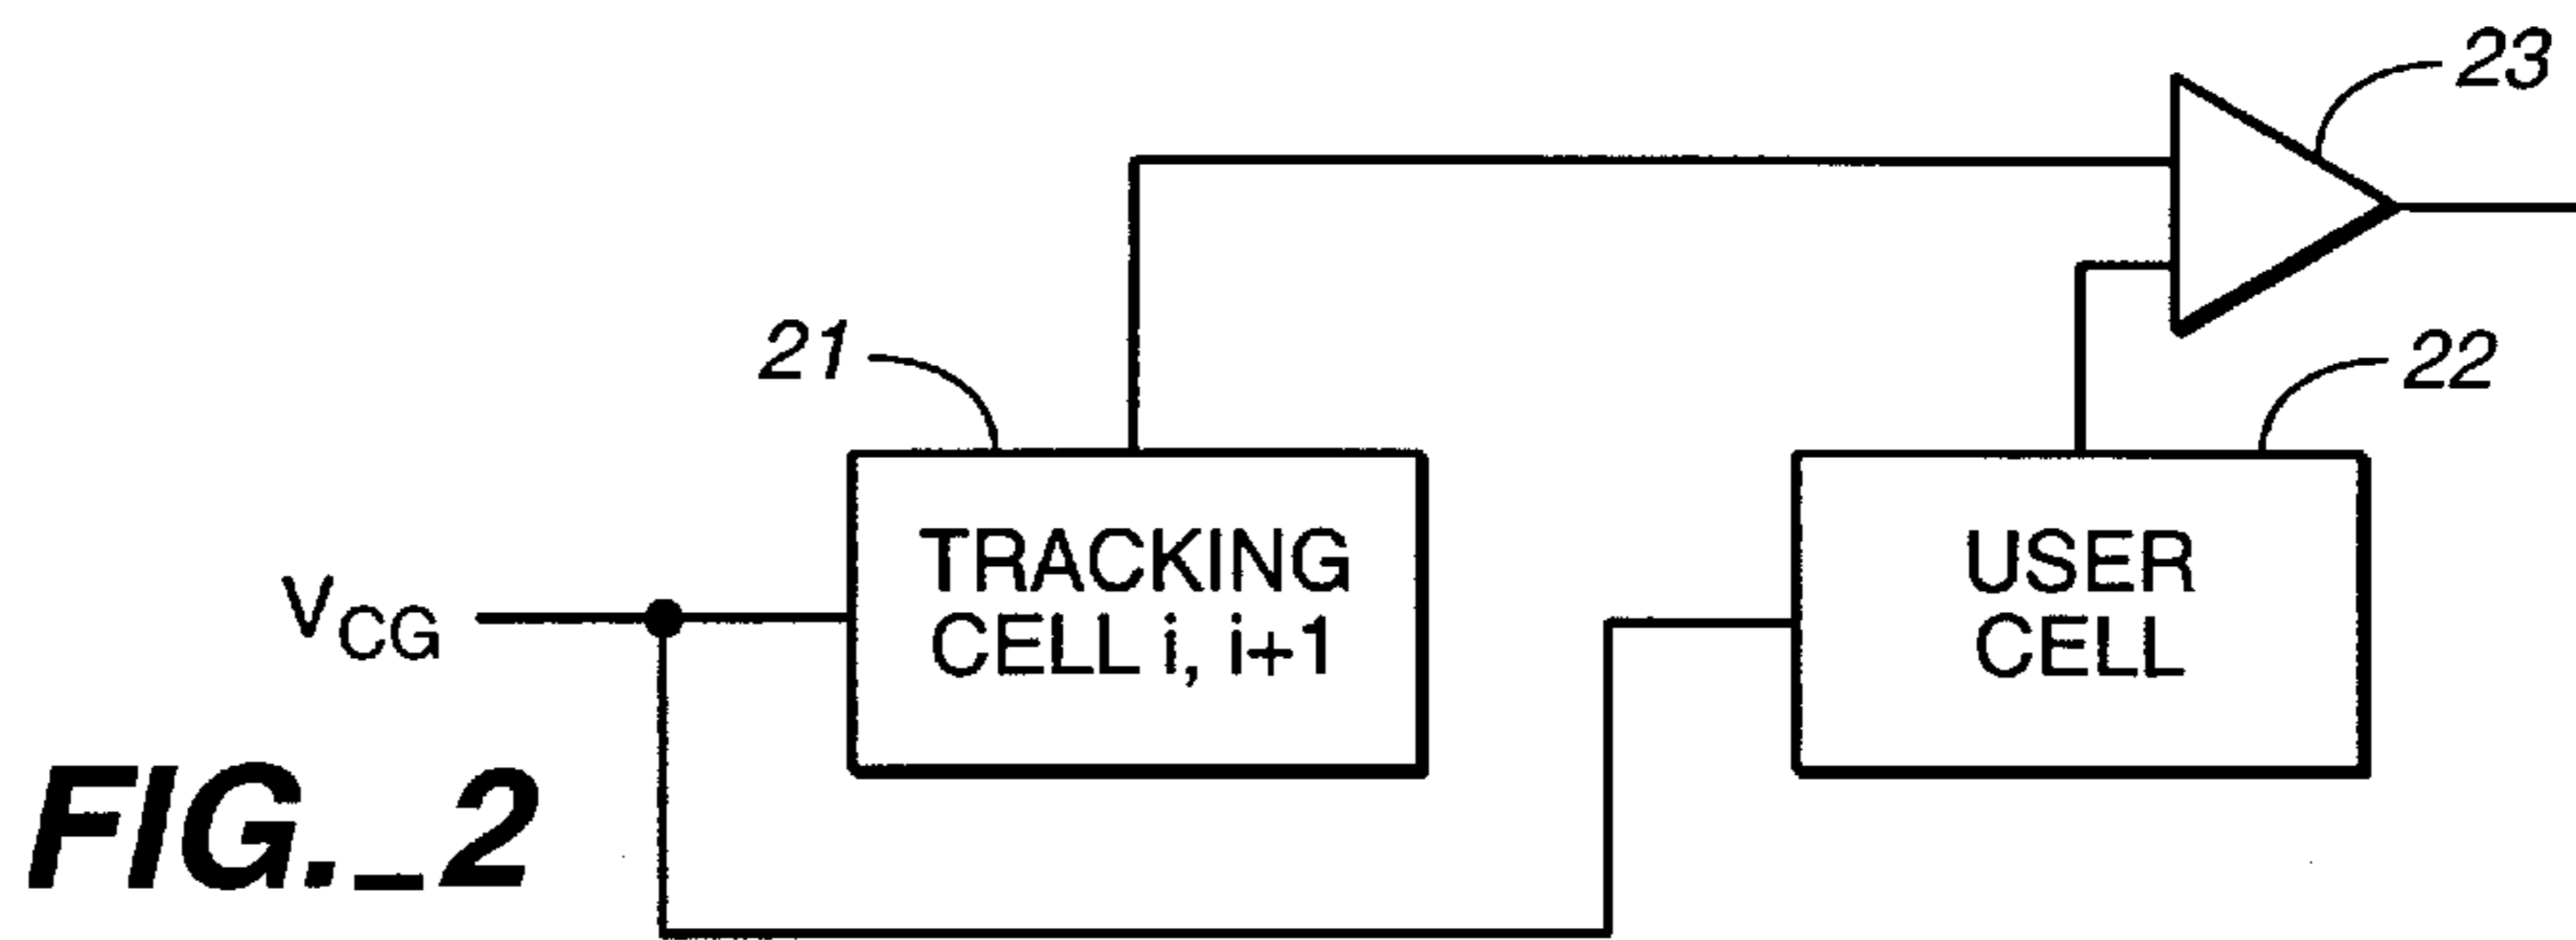 23
21
22
TRACKING
CELL i, i+1
USER
CELL
VCG
FIG._2